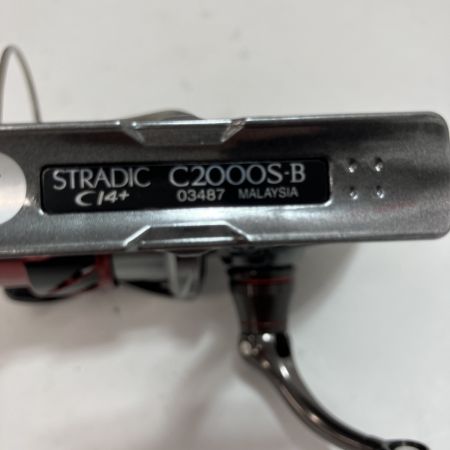 STRADIC C2000S-B
CI4+ 03487 MALAYSIA